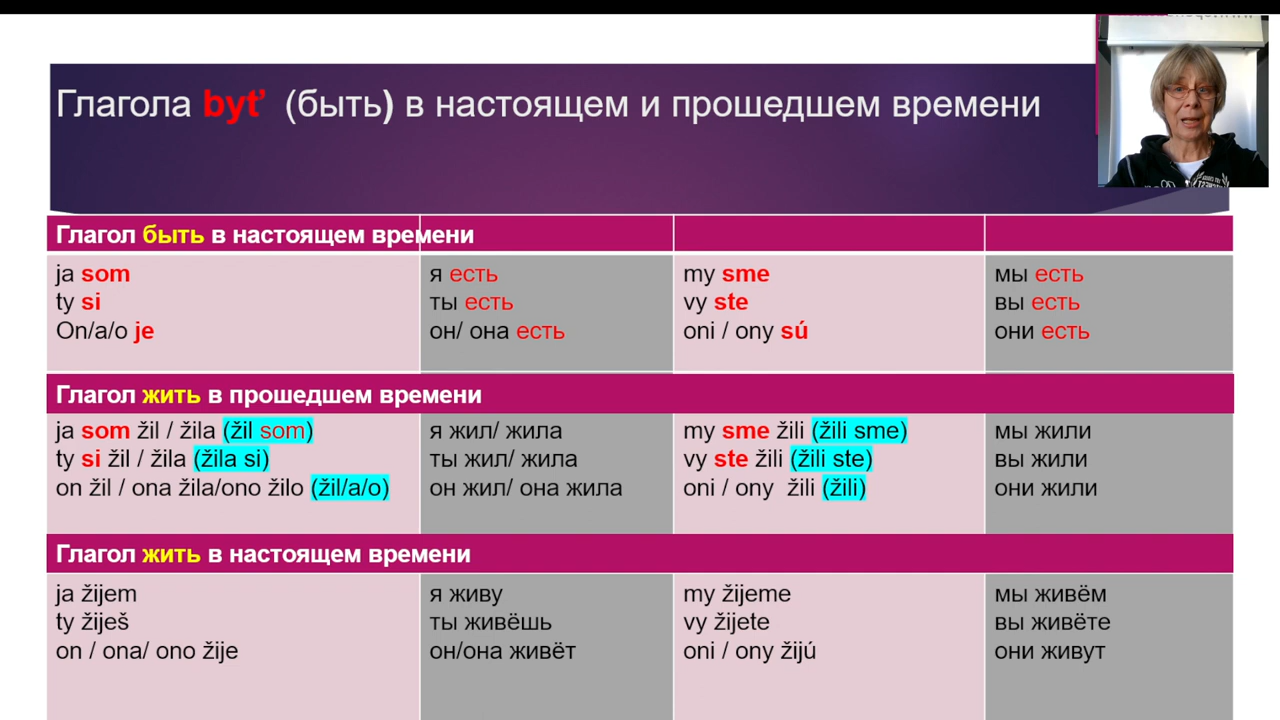 Глагола byť (быть) в настоящем и прошедшем времени
Глагол быть в настоящем времени
ja som
ty si
On/a/o je
я есть
ты есть
он/ она есть
my sme
vy ste
oni / ony sú
мы есть
вы есть
они есть
Глагол жить в прошедшем времени
ja som žil / žila (žil som)
ty si žil / žila (žila si)
on žil / ona žila/ono žilo (žil/a/o)
я жил/ жила
ты жил/ жила
он жил/ она жила
my sme žili (žili sme)
vy ste žili (žili ste)
oni / ony žili (žili)
мы жили
вы жили
они жили
Глагол жить в настоящем времени
ja žijem
ty žiješ
on / ona/ ono žije
я живу
ты живёшь
он/она живёт
my žijeme
vy žijete
oni / ony žijú
мы живём
вы живёте
они живут